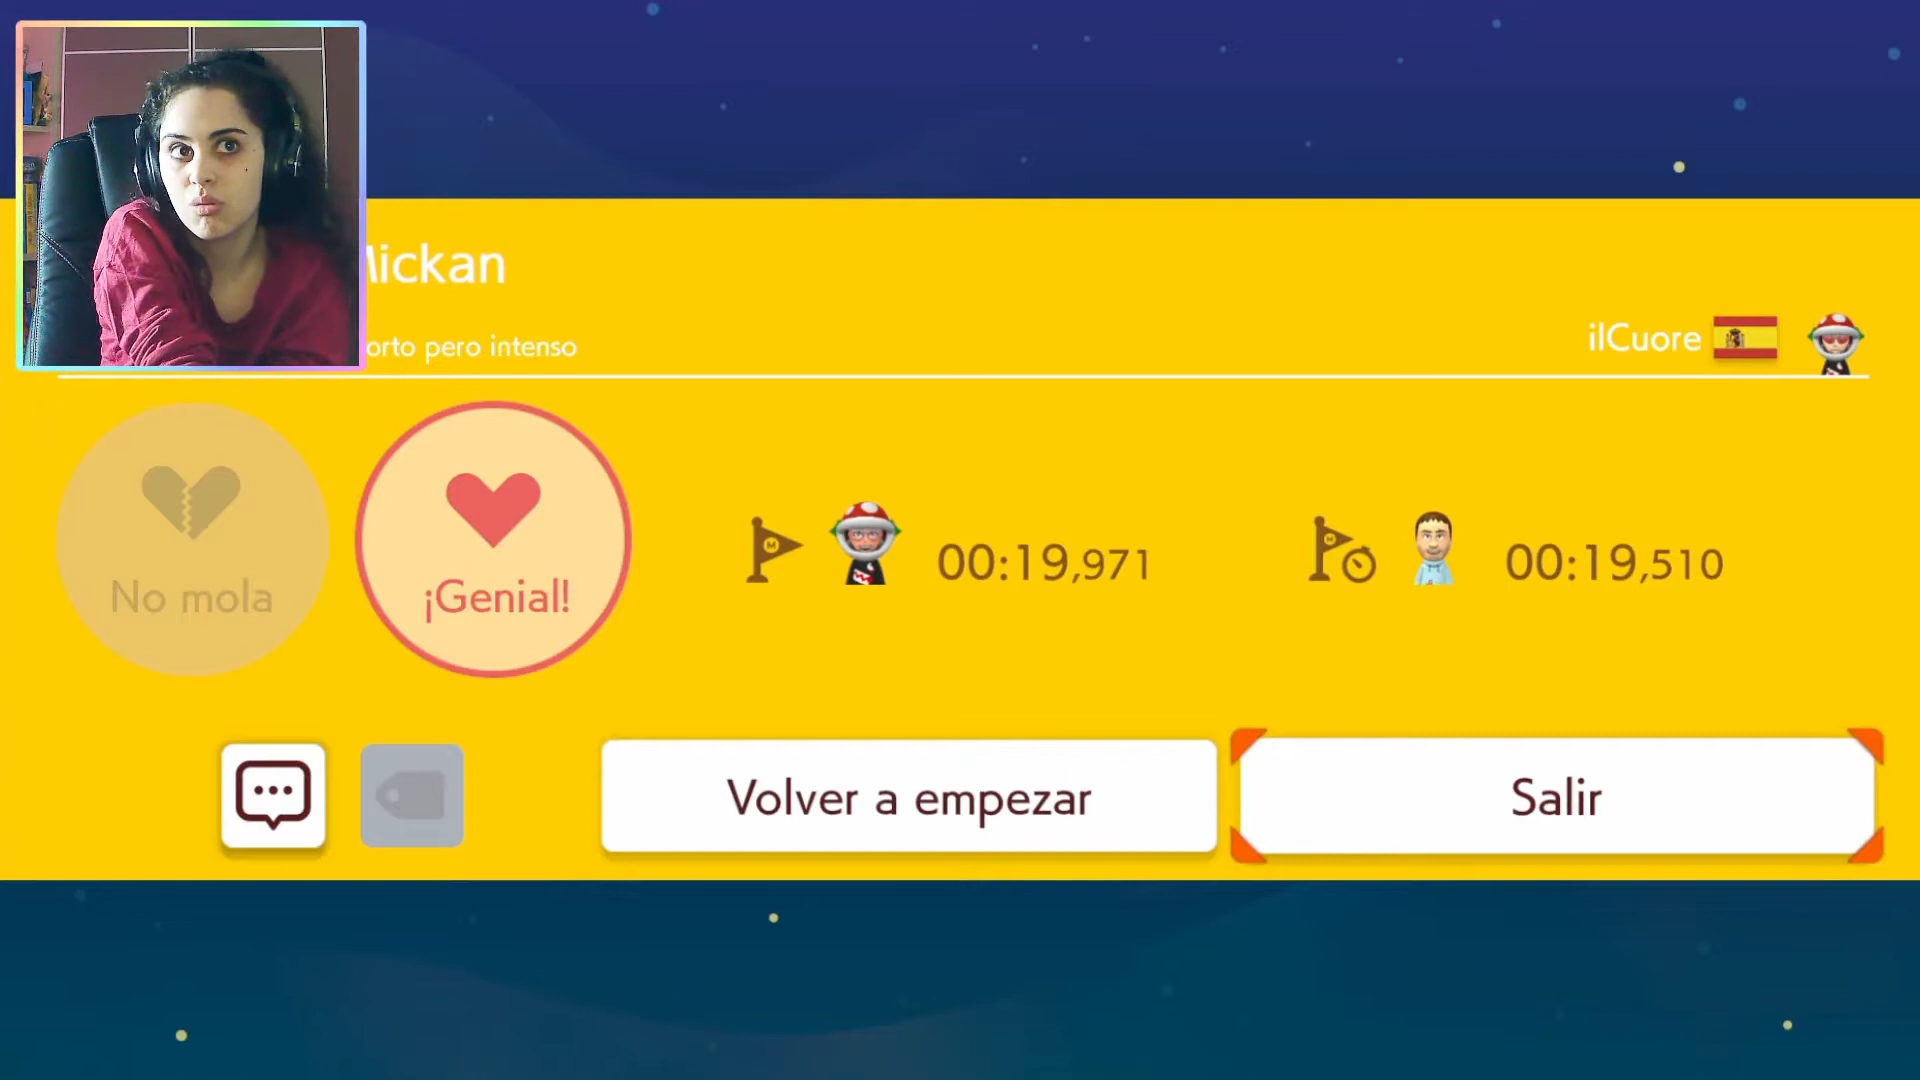 ickan
orto pero intenso
ilCuore
No mola
¡Genial!
00:19,971
00:19,510
Volver a empezar
Salir